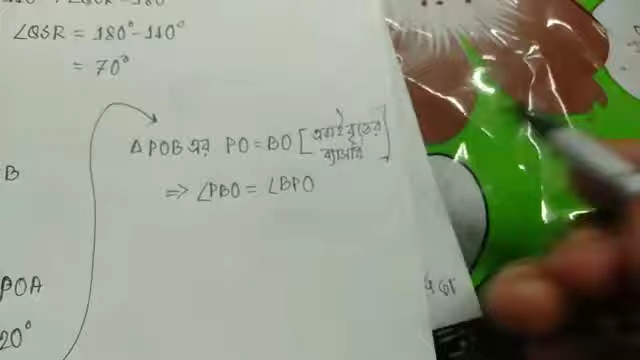 ∠QSR = 180° - 110°
= 70°
Δ POB এর PO = BO [একই বৃত্তের
ব্যাসার্ধ]
⇒ ∠PBO = ∠BPO
B
POA
20°